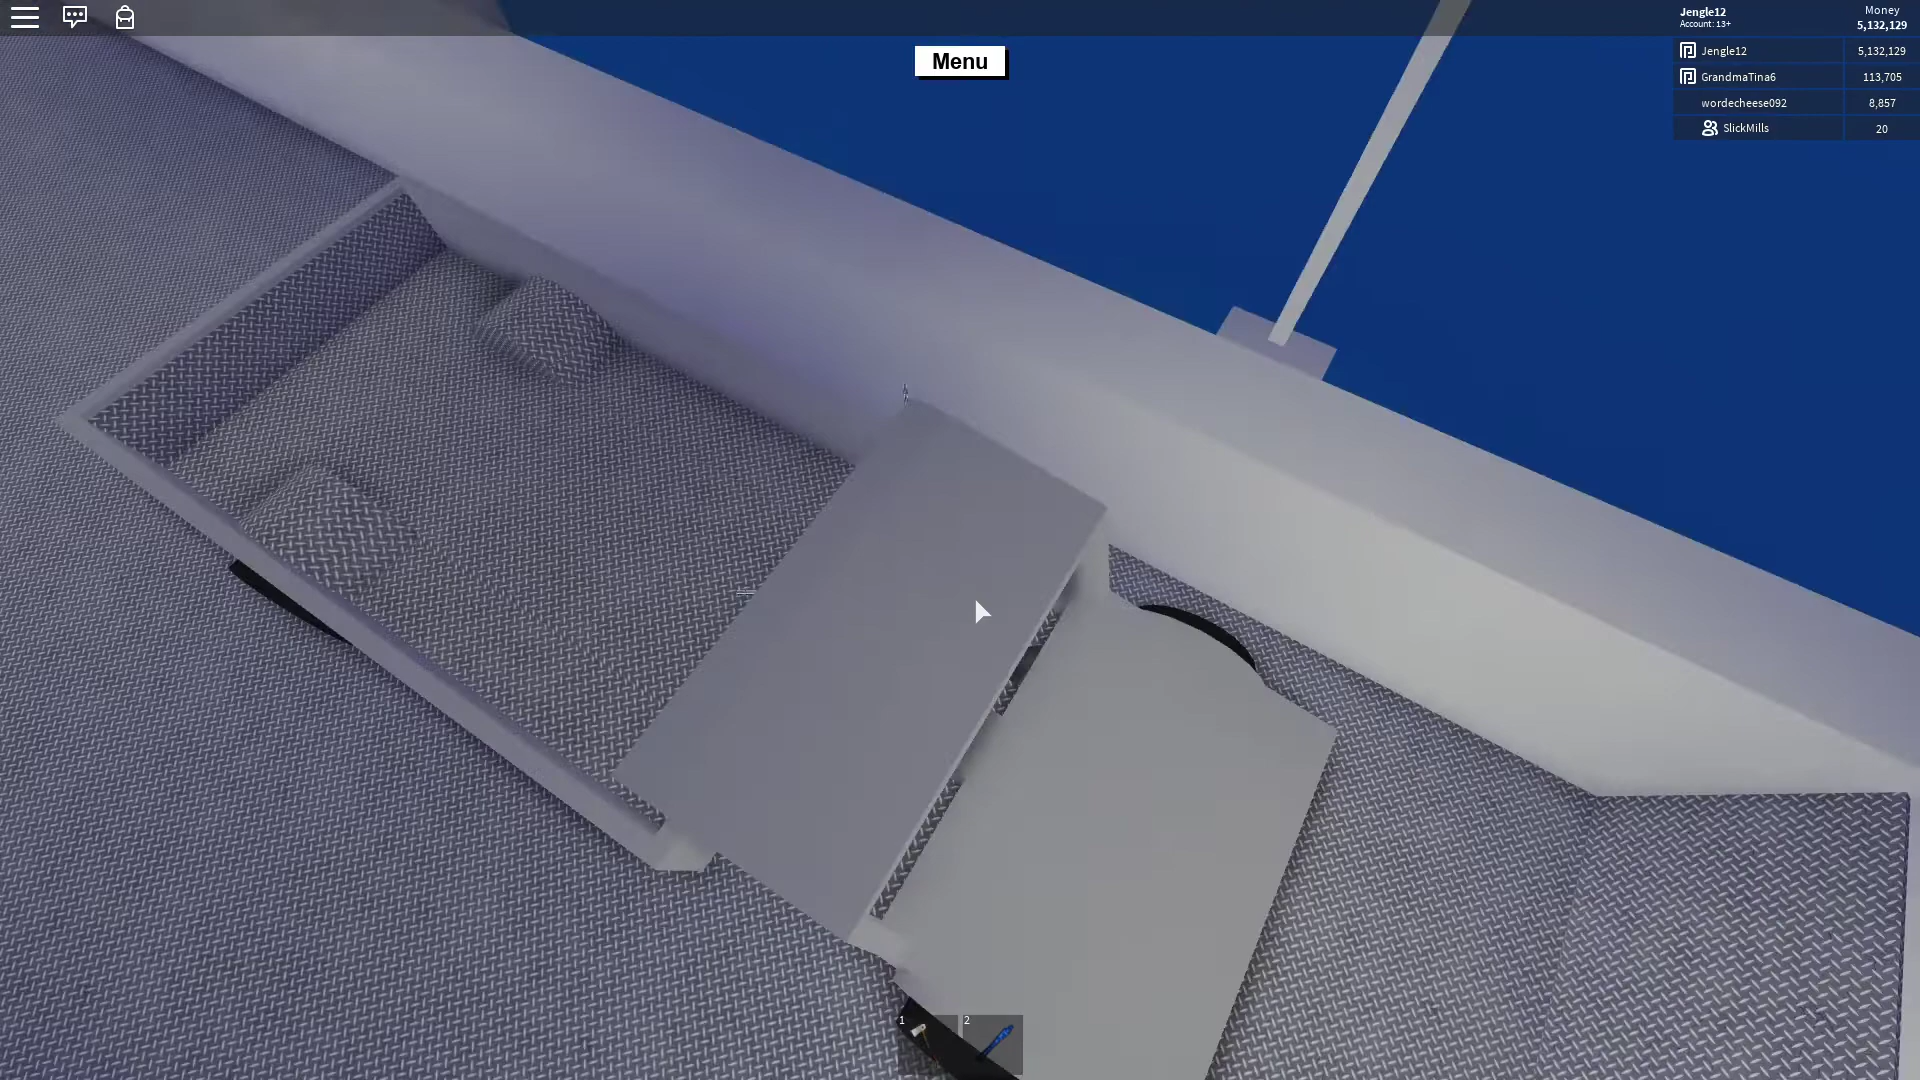 Menu
Jengle12
Account: 13+
Money
5,132,129
Jengle12 5,132,129
GrandmaTina6 113,705
wordecheese092 8,857
SlickMills 20
1 2